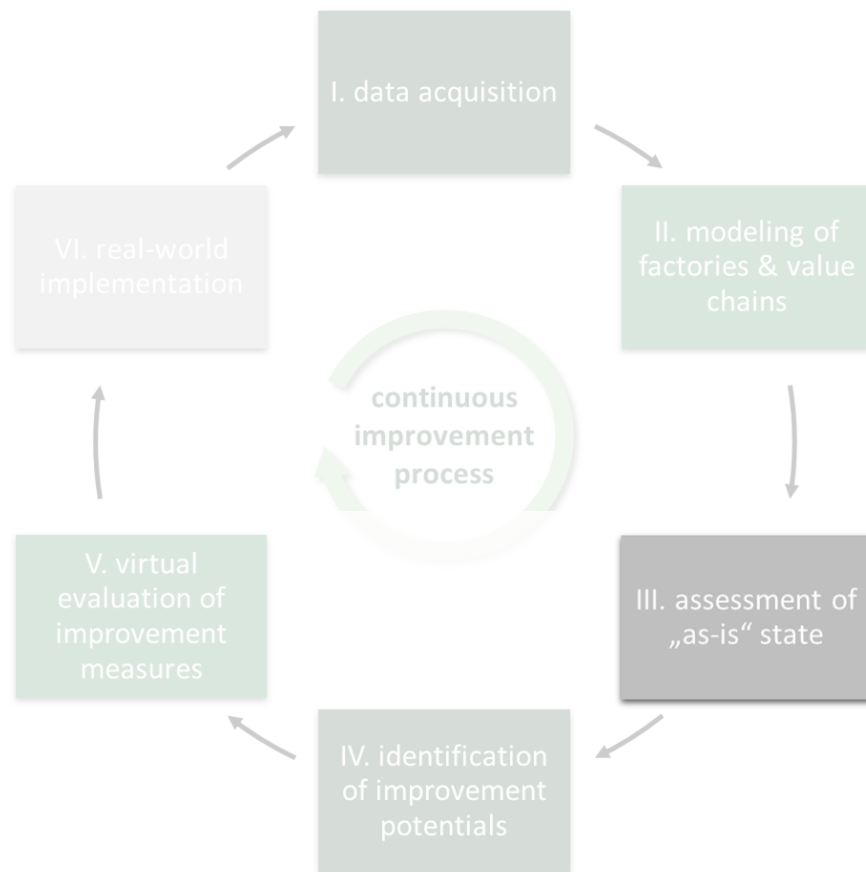 I. data acquisition
II. modeling of
factories & value
chains
III. assessment of
„as-is“ state
IV. identification
of improvement
potentials
V. virtual
evaluation of
improvement
measures
VI. real-world
implementation
continuous
improvement
process